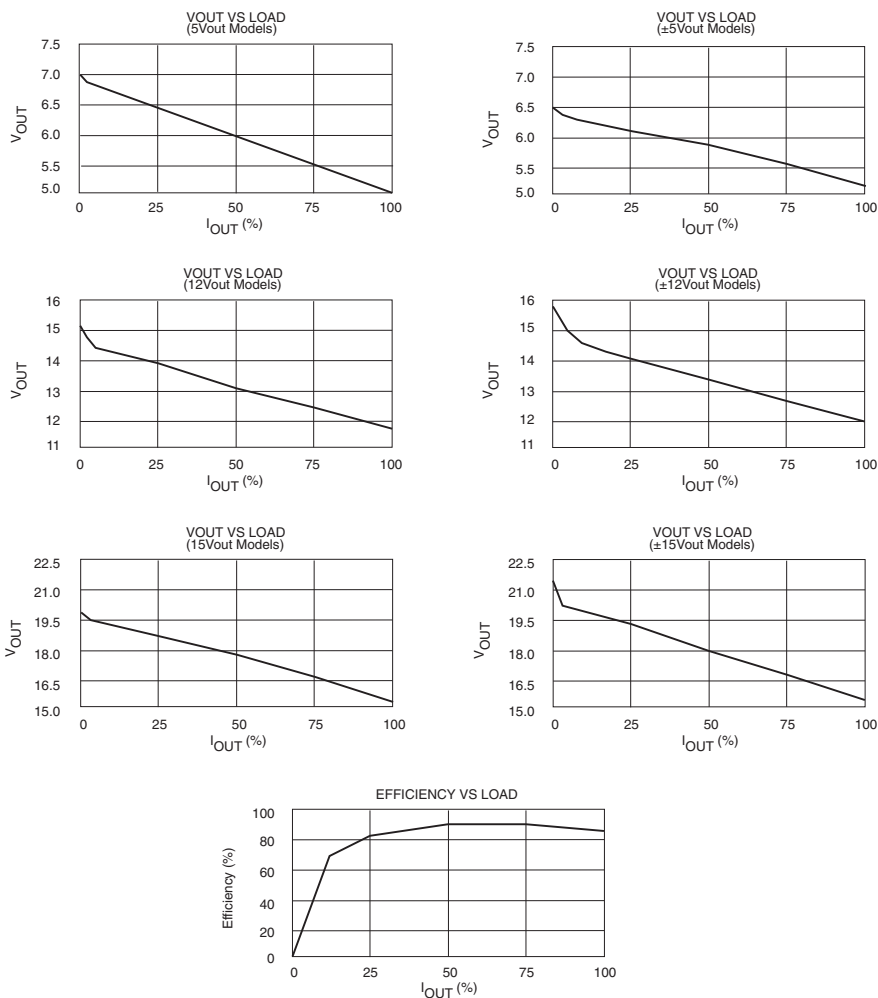 VOUT VS LOAD
(5Vout Models)
7.5
7.0
6.5
6.0
5.5
5.0
VOUT
0 25 50 75 100
IOUT (%)
VOUT VS LOAD
(±5Vout Models)
7.5
7.0
6.5
6.0
5.5
5.0
VOUT
0 25 50 75 100
IOUT (%)
VOUT VS LOAD
(12Vout Models)
16
15
14
13
12
11
VOUT
0 25 50 75 100
IOUT (%)
VOUT VS LOAD
(±12Vout Models)
16
15
14
13
12
11
VOUT
0 25 50 75 100
IOUT (%)
VOUT VS LOAD
(15Vout Models)
22.5
21.0
19.5
18.0
16.5
15.0
VOUT
0 25 50 75 100
IOUT (%)
VOUT VS LOAD
(±15Vout Models)
22.5
21.0
19.5
18.0
16.5
15.0
VOUT
0 25 50 75 100
IOUT (%)
EFFICIENCY VS LOAD
100
80
60
40
20
0
Efficiency (%)
0 25 50 75 100
IOUT (%)